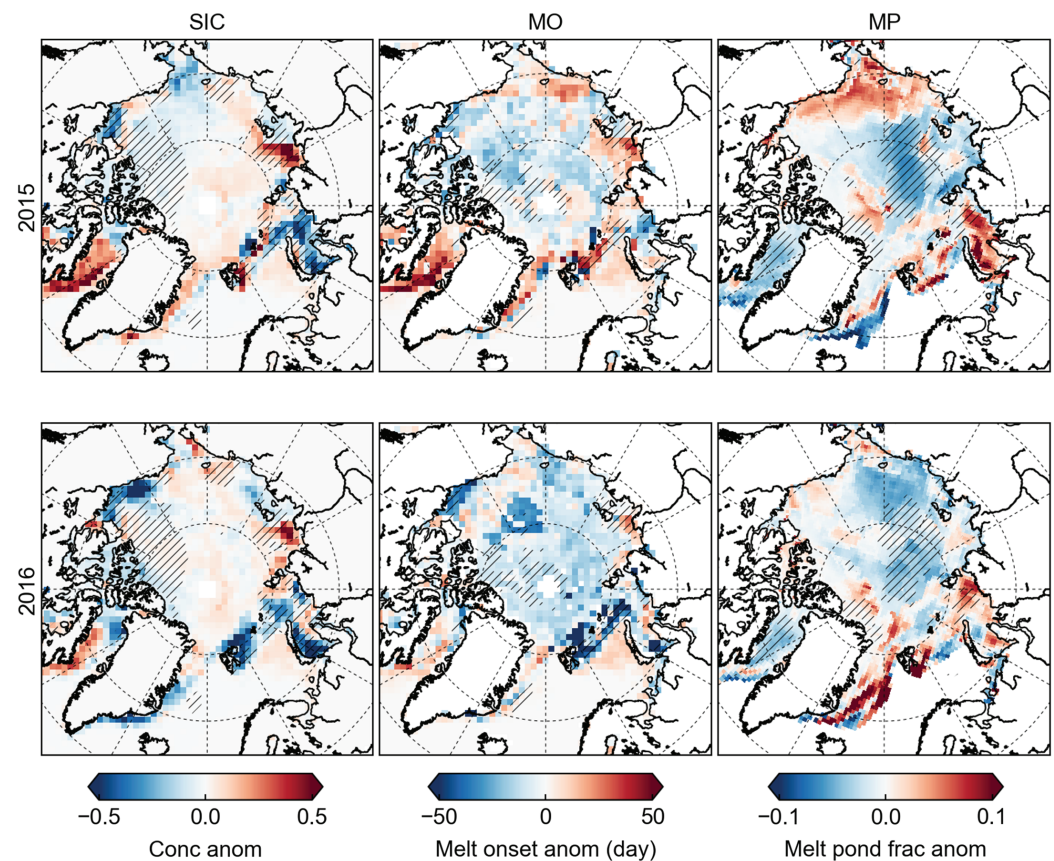 SIC MO MP
2015
2016
−0.5 0.0 0.5 −50 0 50 −0.1 0.0 0.1
Conc anom Melt onset anom (day) Melt pond frac anom